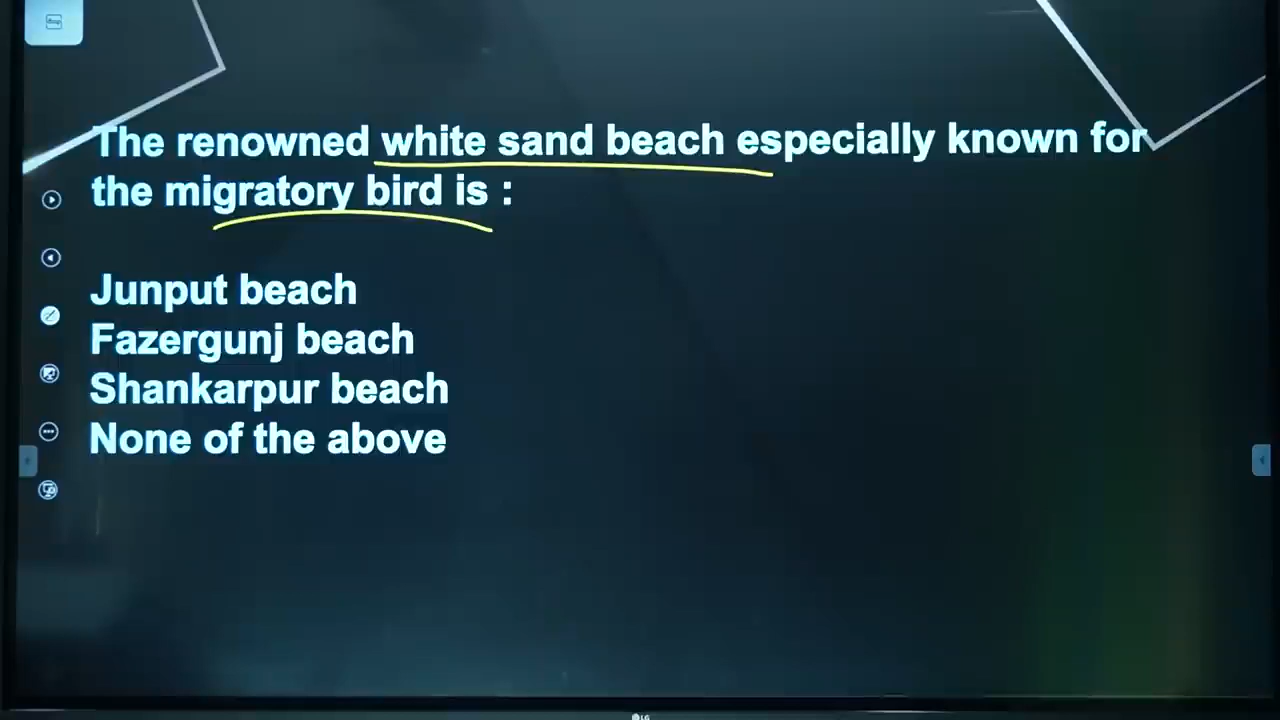 The renowned white sand beach especially known for
the migratory bird is :
Junput beach
Fazergunj beach
Shankarpur beach
None of the above
LG